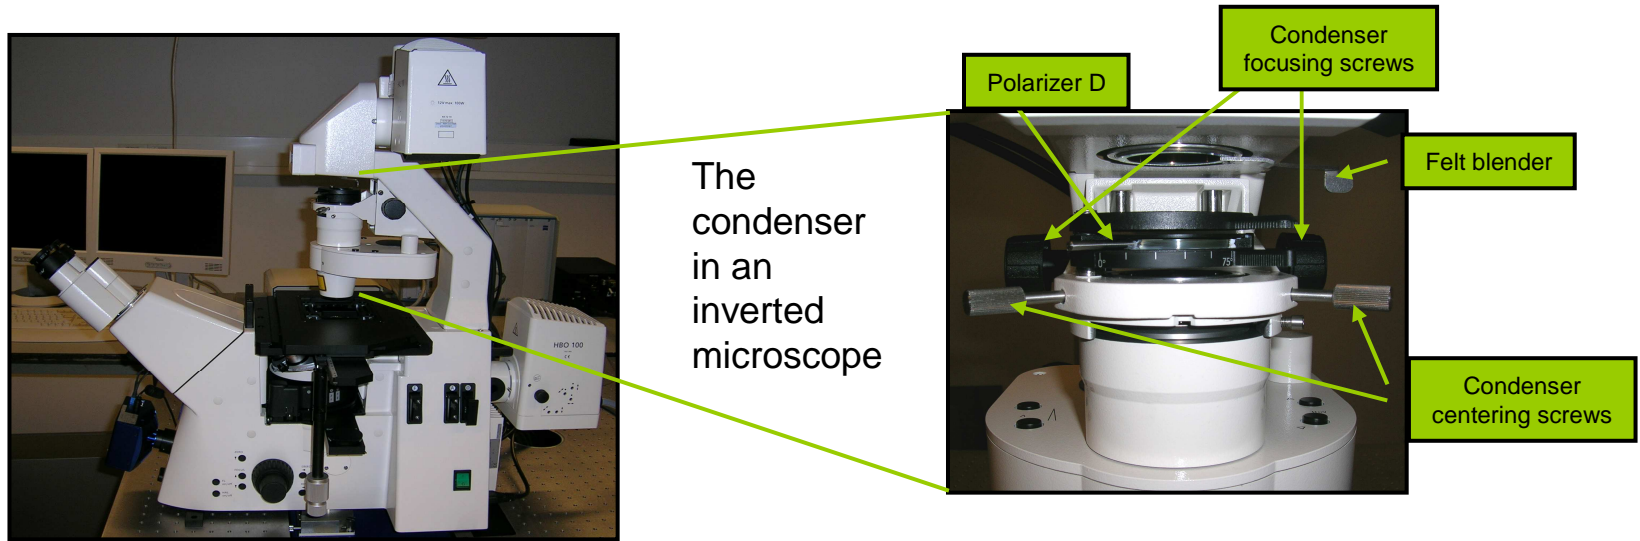 Condenser
focusing screws
Polarizer D
Felt blender
The
condenser
in an
inverted
microscope
Condenser
centering screws
HBO 100
0°
75°